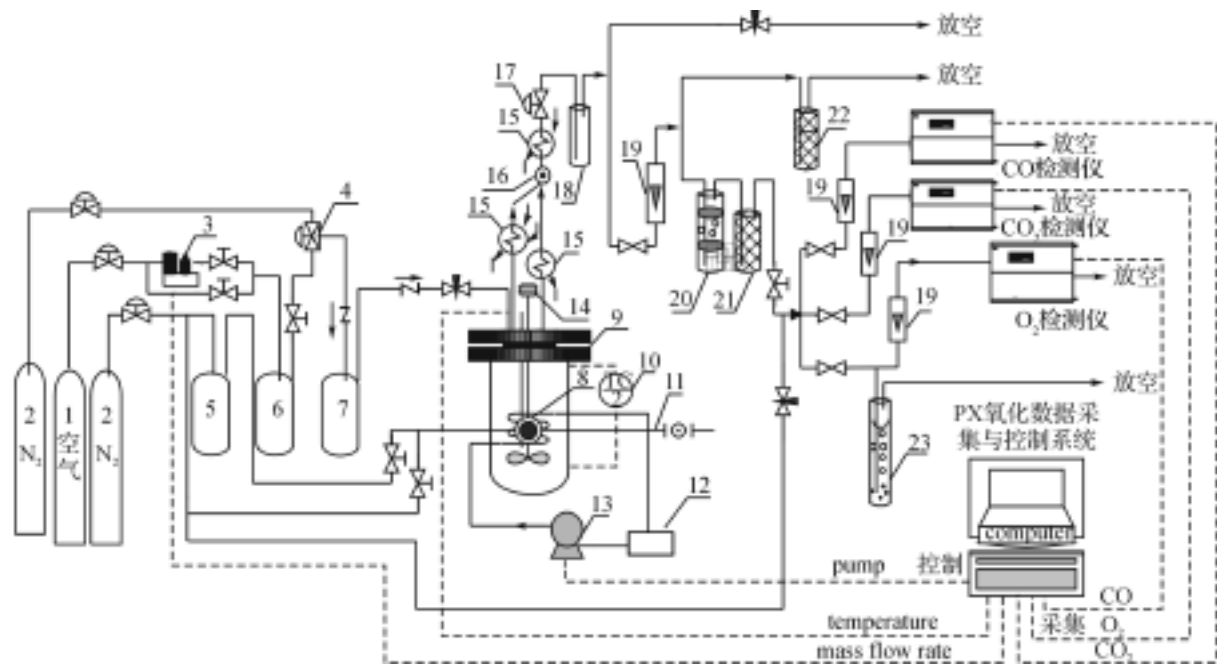 放空
17
放空
15
22
4
19
放空
16
18
CO检测仪
3
15
19
放空
CO₂检测仪
15
19
放空
20
21
14
19
O₂检测仪
9
10
放空
2
N₂
1
空气
2
N₂
5
6
7
8
11
PX氧化数据采
集与控制系统
23
12
13
computer
pump
控制
CO
temperature
采集
O₂
mass flow rate
CO₂